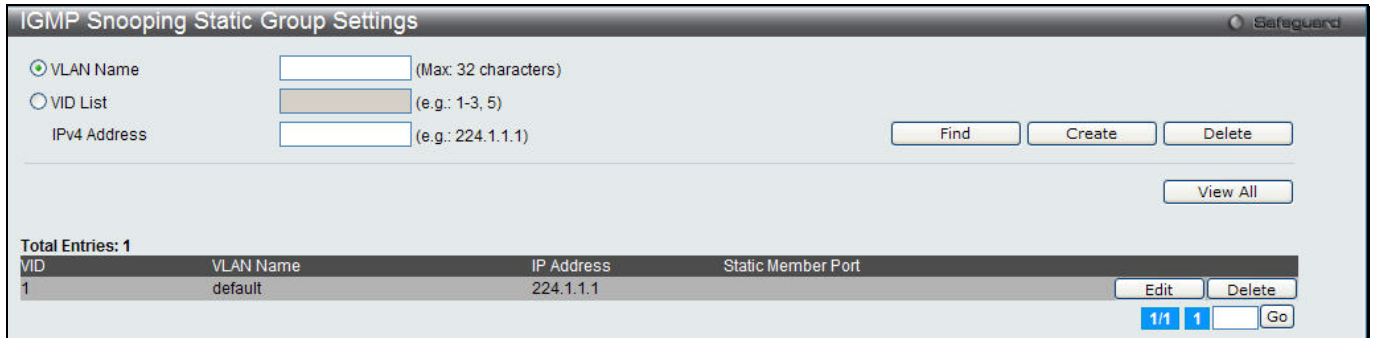 IGMP Snooping Static Group Settings Safeguard
VLAN Name (Max: 32 characters)
VID List (e.g.: 1-3, 5)
IPv4 Address (e.g.: 224.1.1.1) Find Create Delete
View All
Total Entries: 1
VID VLAN Name IP Address Static Member Port
1 default 224.1.1.1 Edit Delete
1/1 1 Go